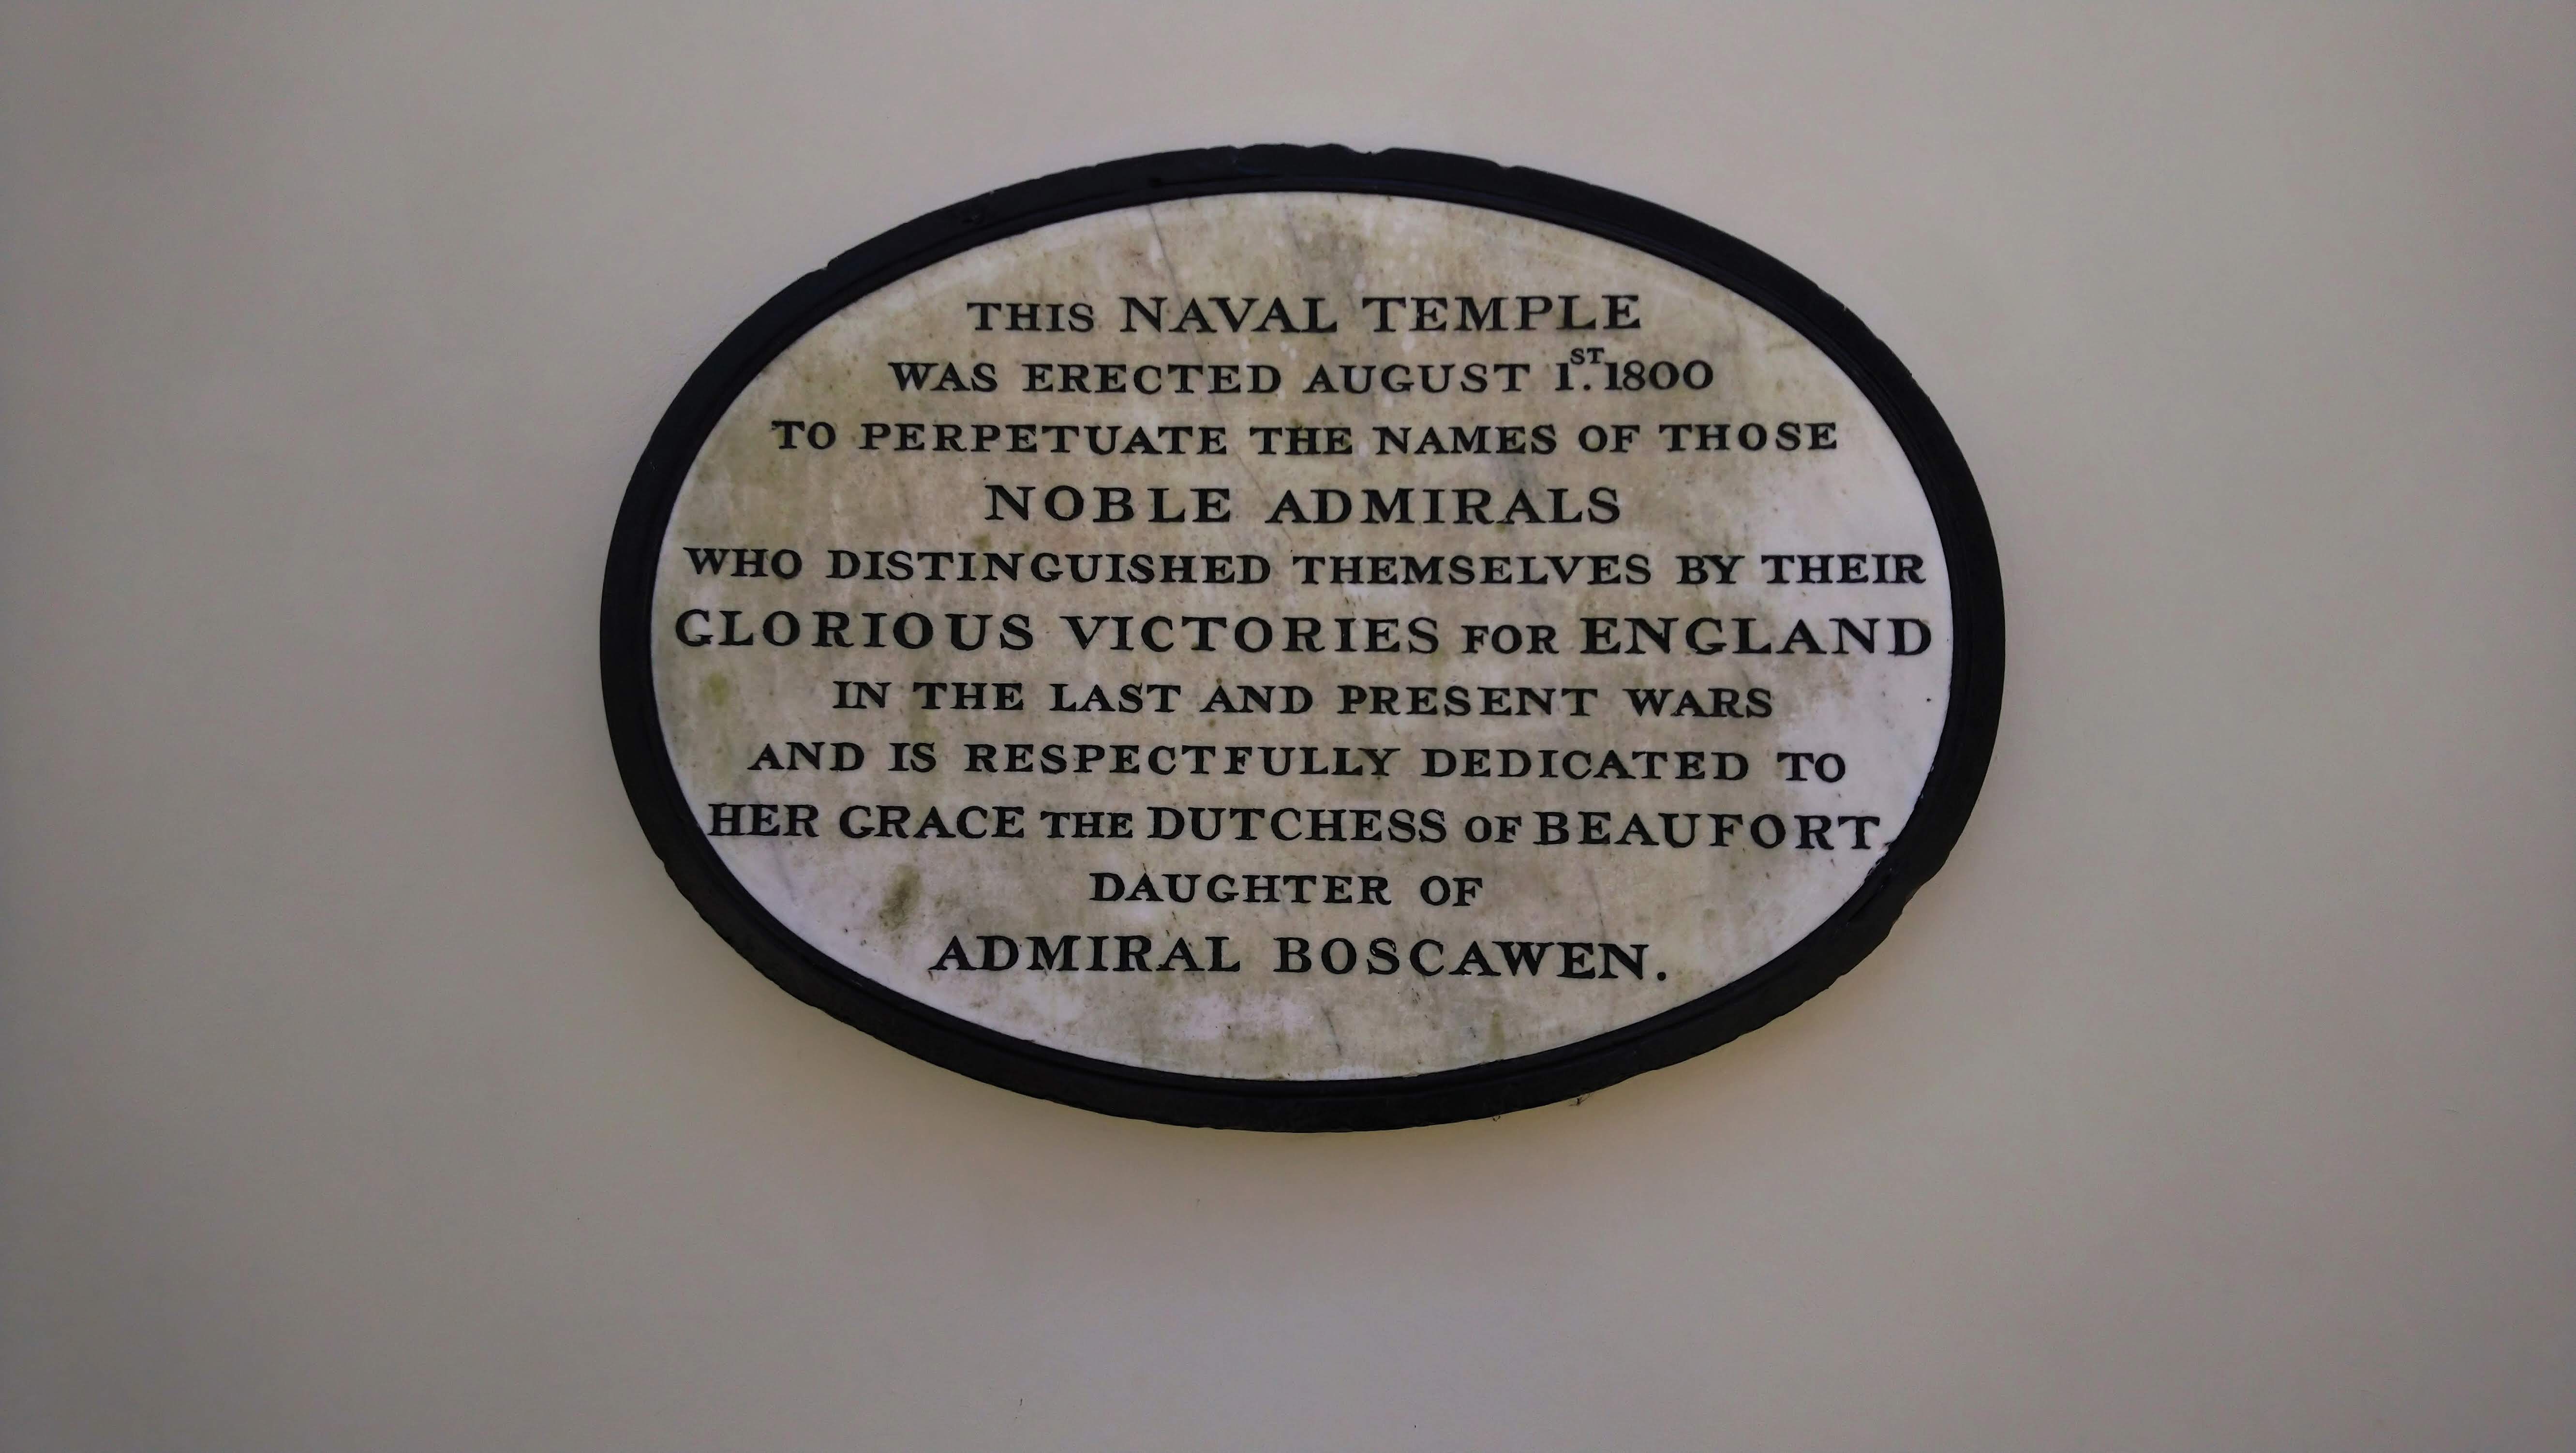 THIS NAVAL TEMPLE
WAS ERECTED AUGUST 1ST. 1800
TO PERPETUATE THE NAMES OF THOSE
NOBLE ADMIRALS
WHO DISTINGUISHED THEMSELVES BY THEIR
GLORIOUS VICTORIES FOR ENGLAND
IN THE LAST AND PRESENT WARS
AND IS RESPECTFULLY DEDICATED TO
HER GRACE THE DUTCHESS OF BEAUFORT,
DAUGHTER OF
ADMIRAL BOSCAWEN.